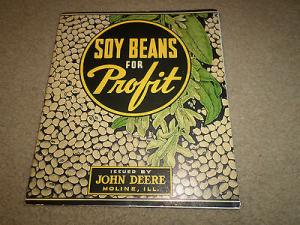 SOY BEANS
FOR
Profit
ISSUED BY
JOHN DEERE
MOLINE, ILL.